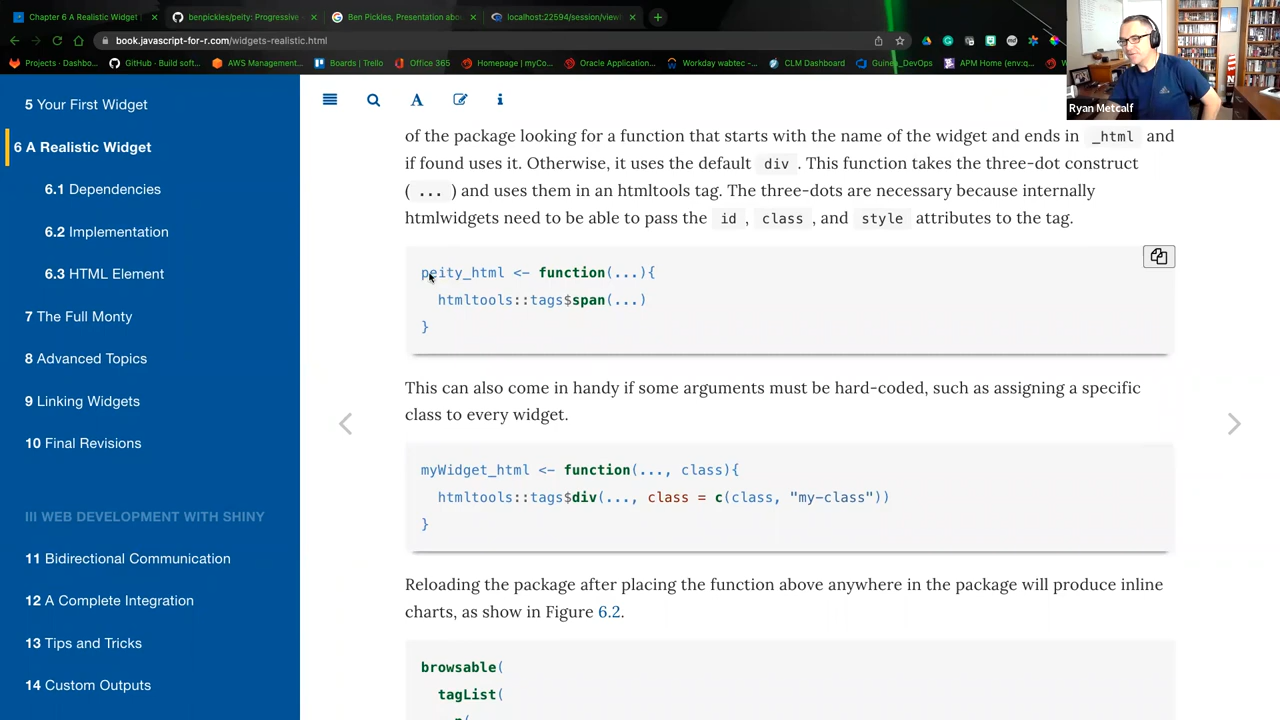 Chapter 6 A Realistic Widget
benpickles/peity: Progressive
Ben Pickles, Presentation abo
localhost:22594/session/view
book.javascript-for-r.com/widgets-realistic.html
Projects - Dashbo...
GitHub - Build soft...
AWS Management...
Boards | Trello
Office 365
Homepage | myCo...
Oracle Application...
Workday wabtec -...
CLM Dashboard
Guinea_DevOps
APM Home (env:q...
Ryan Metcalf
5 Your First Widget
6 A Realistic Widget
6.1 Dependencies
6.2 Implementation
6.3 HTML Element
7 The Full Monty
8 Advanced Topics
9 Linking Widgets
10 Final Revisions
III WEB DEVELOPMENT WITH SHINY
11 Bidirectional Communication
12 A Complete Integration
13 Tips and Tricks
14 Custom Outputs
of the package looking for a function that starts with the name of the widget and ends in _html and
if found uses it. Otherwise, it uses the default div. This function takes the three-dot construct
(...) and uses them in an htmltools tag. The three-dots are necessary because internally
htmlwidgets need to be able to pass the id, class, and style attributes to the tag.
peity_html <- function(...){
htmltools::tags$span(...)
}
This can also come in handy if some arguments must be hard-coded, such as assigning a specific
class to every widget.
myWidget_html <- function(..., class){
htmltools::tags$div(..., class = c(class, "my-class"))
}
Reloading the package after placing the function above anywhere in the package will produce inline
charts, as show in Figure 6.2.
browsable(
tagList(